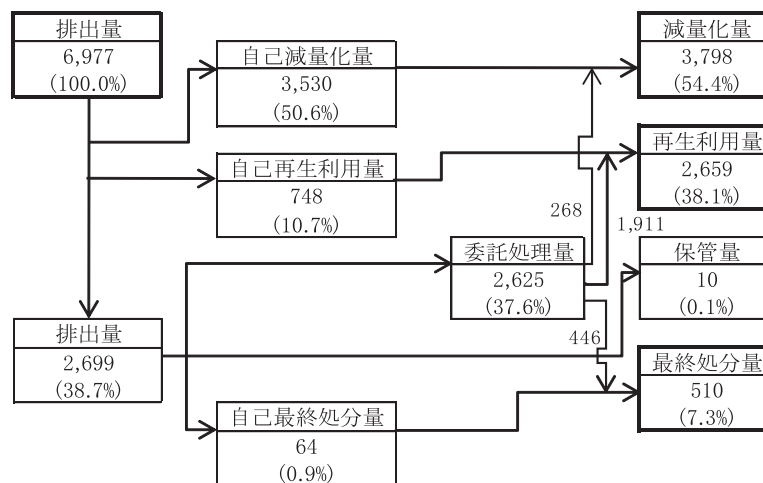 排出量
6,977
(100.0%)
自己減量化量
3,530
(50.6%)
減量化量
3,798
(54.4%)
自己再生利用量
748
(10.7%)
再生利用量
2,659
(38.1%)
268
1,911
委託処理量
2,625
(37.6%)
保管量
10
(0.1%)
排出量
2,699
(38.7%)
446
最終処分量
510
(7.3%)
自己最終処分量
64
(0.9%)